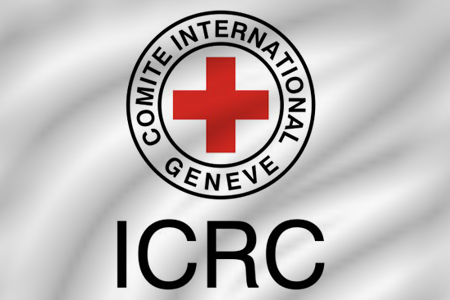 COMITE INTERNATIONAL
GENEVE
ICRC